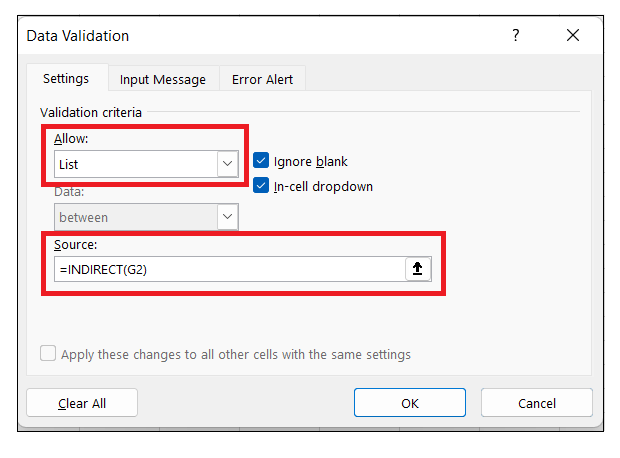 Data Validation ?
Settings Input Message Error Alert
Validation criteria
Allow:
List
Ignore blank
In-cell dropdown
Data:
between
Source:
=INDIRECT(G2)
Apply these changes to all other cells with the same settings
Clear All OK Cancel